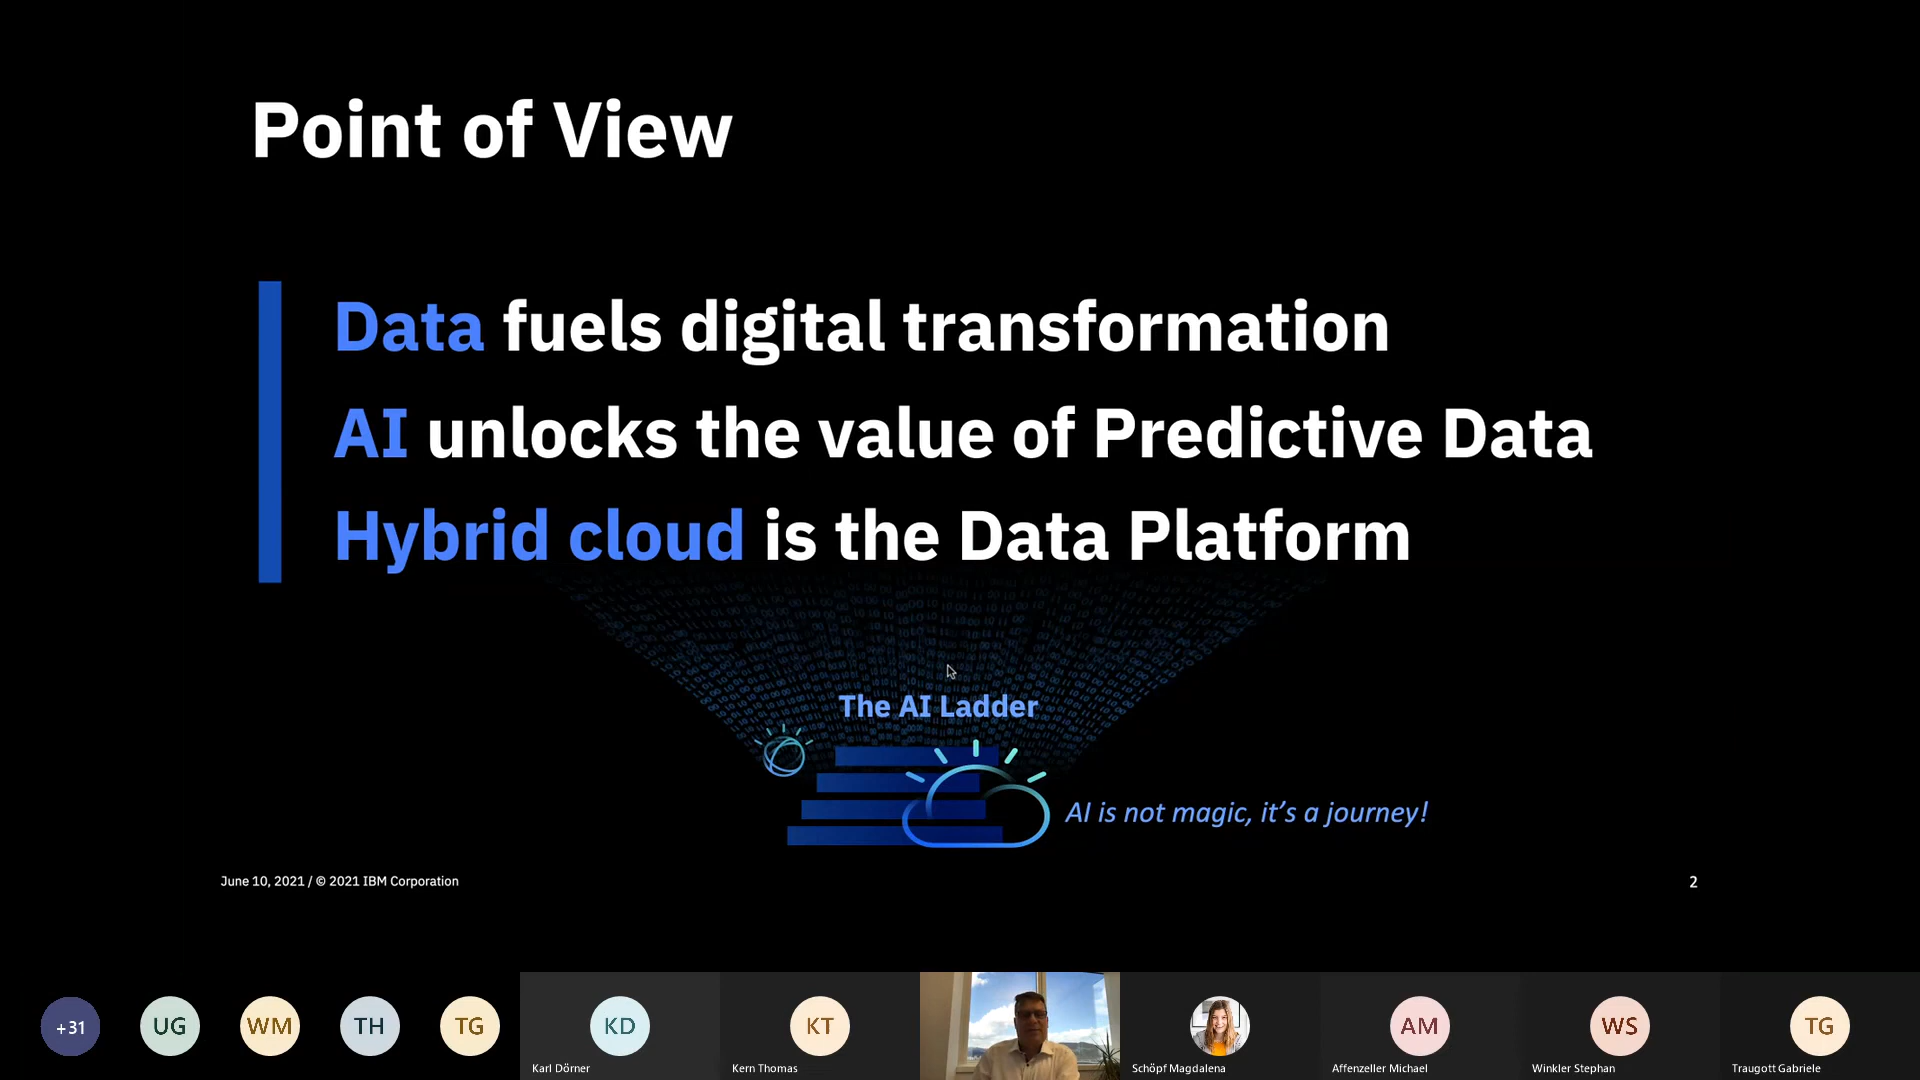 Point of View
Data fuels digital transformation
AI unlocks the value of Predictive Data
Hybrid cloud is the Data Platform
The AI Ladder
AI is not magic, it's a journey!
June 10, 2021 / © 2021 IBM Corporation
2
+31
UG
WM
TH
TG
KD
KT
AM
WS
TG
Karl Dörner
Kern Thomas
Schöpf Magdalena
Affenzeller Michael
Winkler Stephan
Traugott Gabriele